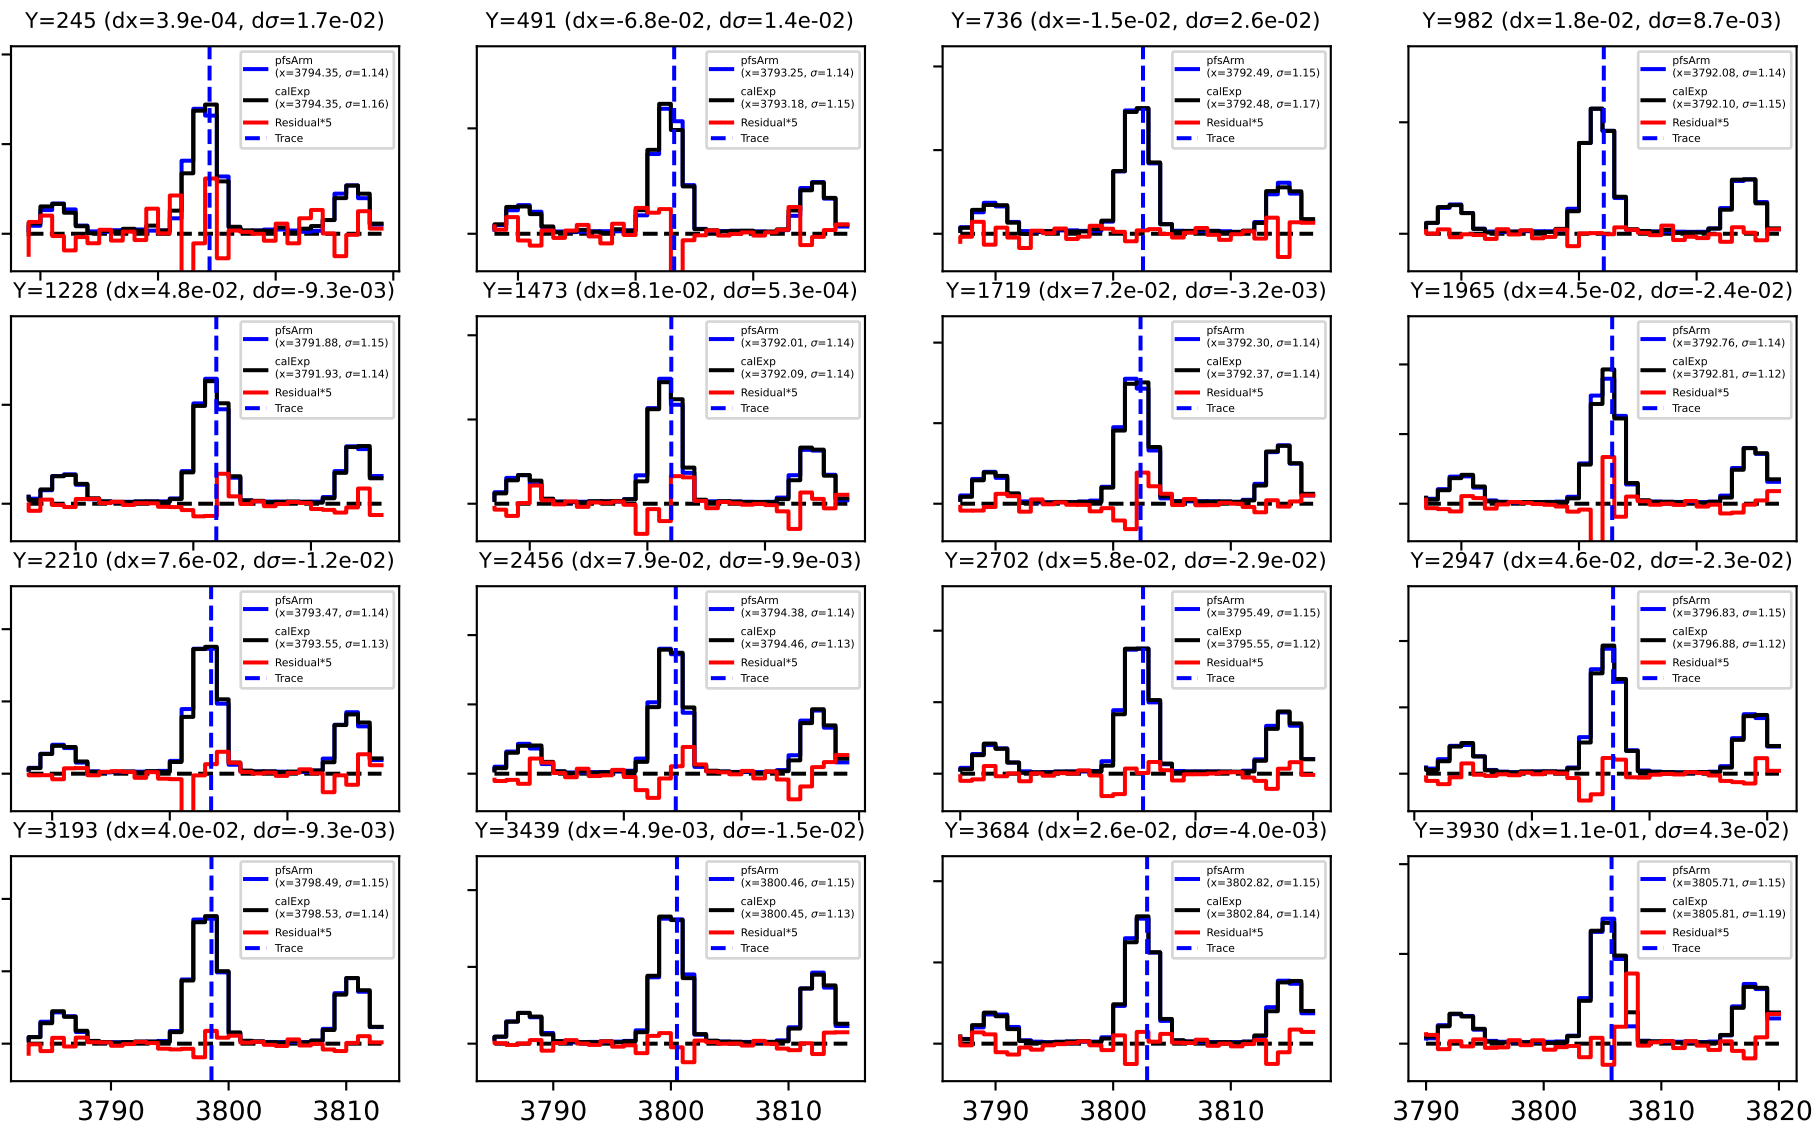 Y=245 (dx=3.9e-04, dσ=1.7e-02)
pfsArm
(x=3794.35, σ=1.14)
calExp
(x=3794.35, σ=1.16)
Residual*5
Trace
Y=491 (dx=-6.8e-02, dσ=1.4e-02)
pfsArm
(x=3793.25, σ=1.14)
calExp
(x=3793.18, σ=1.15)
Residual*5
Trace
Y=736 (dx=-1.5e-02, dσ=2.6e-02)
pfsArm
(x=3792.49, σ=1.15)
calExp
(x=3792.48, σ=1.17)
Residual*5
Trace
Y=982 (dx=1.8e-02, dσ=8.7e-03)
pfsArm
(x=3792.08, σ=1.14)
calExp
(x=3792.10, σ=1.15)
Residual*5
Trace
Y=1228 (dx=4.8e-02, dσ=-9.3e-03)
pfsArm
(x=3791.88, σ=1.15)
calExp
(x=3791.93, σ=1.14)
Residual*5
Trace
Y=1473 (dx=8.1e-02, dσ=5.3e-04)
pfsArm
(x=3792.01, σ=1.14)
calExp
(x=3792.09, σ=1.14)
Residual*5
Trace
Y=1719 (dx=7.2e-02, dσ=-3.2e-03)
pfsArm
(x=3792.30, σ=1.14)
calExp
(x=3792.37, σ=1.14)
Residual*5
Trace
Y=1965 (dx=4.5e-02, dσ=-2.4e-02)
pfsArm
(x=3792.76, σ=1.14)
calExp
(x=3792.81, σ=1.12)
Residual*5
Trace
Y=2210 (dx=7.6e-02, dσ=-1.2e-02)
pfsArm
(x=3793.47, σ=1.14)
calExp
(x=3793.55, σ=1.13)
Residual*5
Trace
Y=2456 (dx=7.9e-02, dσ=-9.9e-03)
pfsArm
(x=3794.38, σ=1.14)
calExp
(x=3794.46, σ=1.13)
Residual*5
Trace
Y=2702 (dx=5.8e-02, dσ=-2.9e-02)
pfsArm
(x=3795.49, σ=1.15)
calExp
(x=3795.55, σ=1.12)
Residual*5
Trace
Y=2947 (dx=4.6e-02, dσ=-2.3e-02)
pfsArm
(x=3796.83, σ=1.15)
calExp
(x=3796.88, σ=1.12)
Residual*5
Trace
Y=3193 (dx=4.0e-02, dσ=-9.3e-03)
pfsArm
(x=3798.49, σ=1.15)
calExp
(x=3798.53, σ=1.14)
Residual*5
Trace
Y=3439 (dx=-4.9e-03, dσ=-1.5e-02)
pfsArm
(x=3800.46, σ=1.15)
calExp
(x=3800.45, σ=1.13)
Residual*5
Trace
Y=3684 (dx=2.6e-02, dσ=-4.0e-03)
pfsArm
(x=3802.82, σ=1.15)
calExp
(x=3802.84, σ=1.14)
Residual*5
Trace
Y=3930 (dx=1.1e-01, dσ=4.3e-02)
pfsArm
(x=3805.71, σ=1.15)
calExp
(x=3805.81, σ=1.19)
Residual*5
Trace
3790 3800 3810
3790 3800 3810
3790 3800 3810
3790 3800 3810 3820